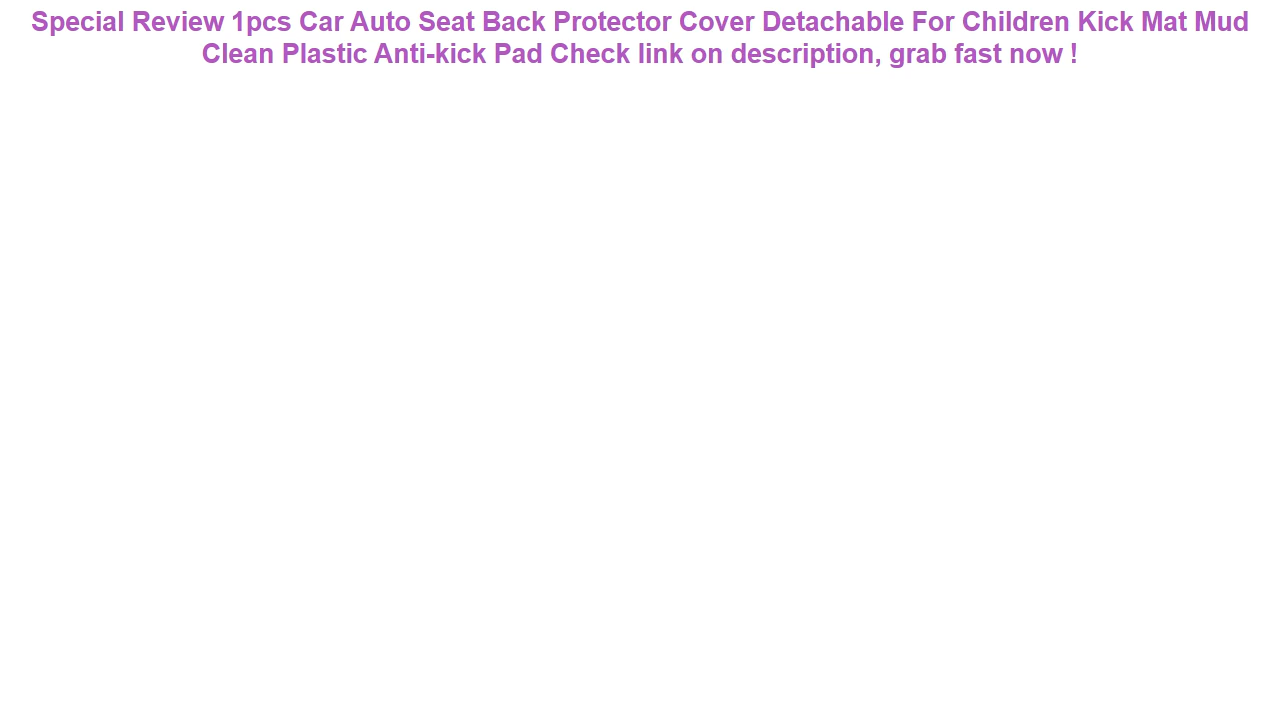 Special Review 1pcs Car Auto Seat Back Protector Cover Detachable For Children Kick Mat Mud
Clean Plastic Anti-kick Pad Check link on description, grab fast now !